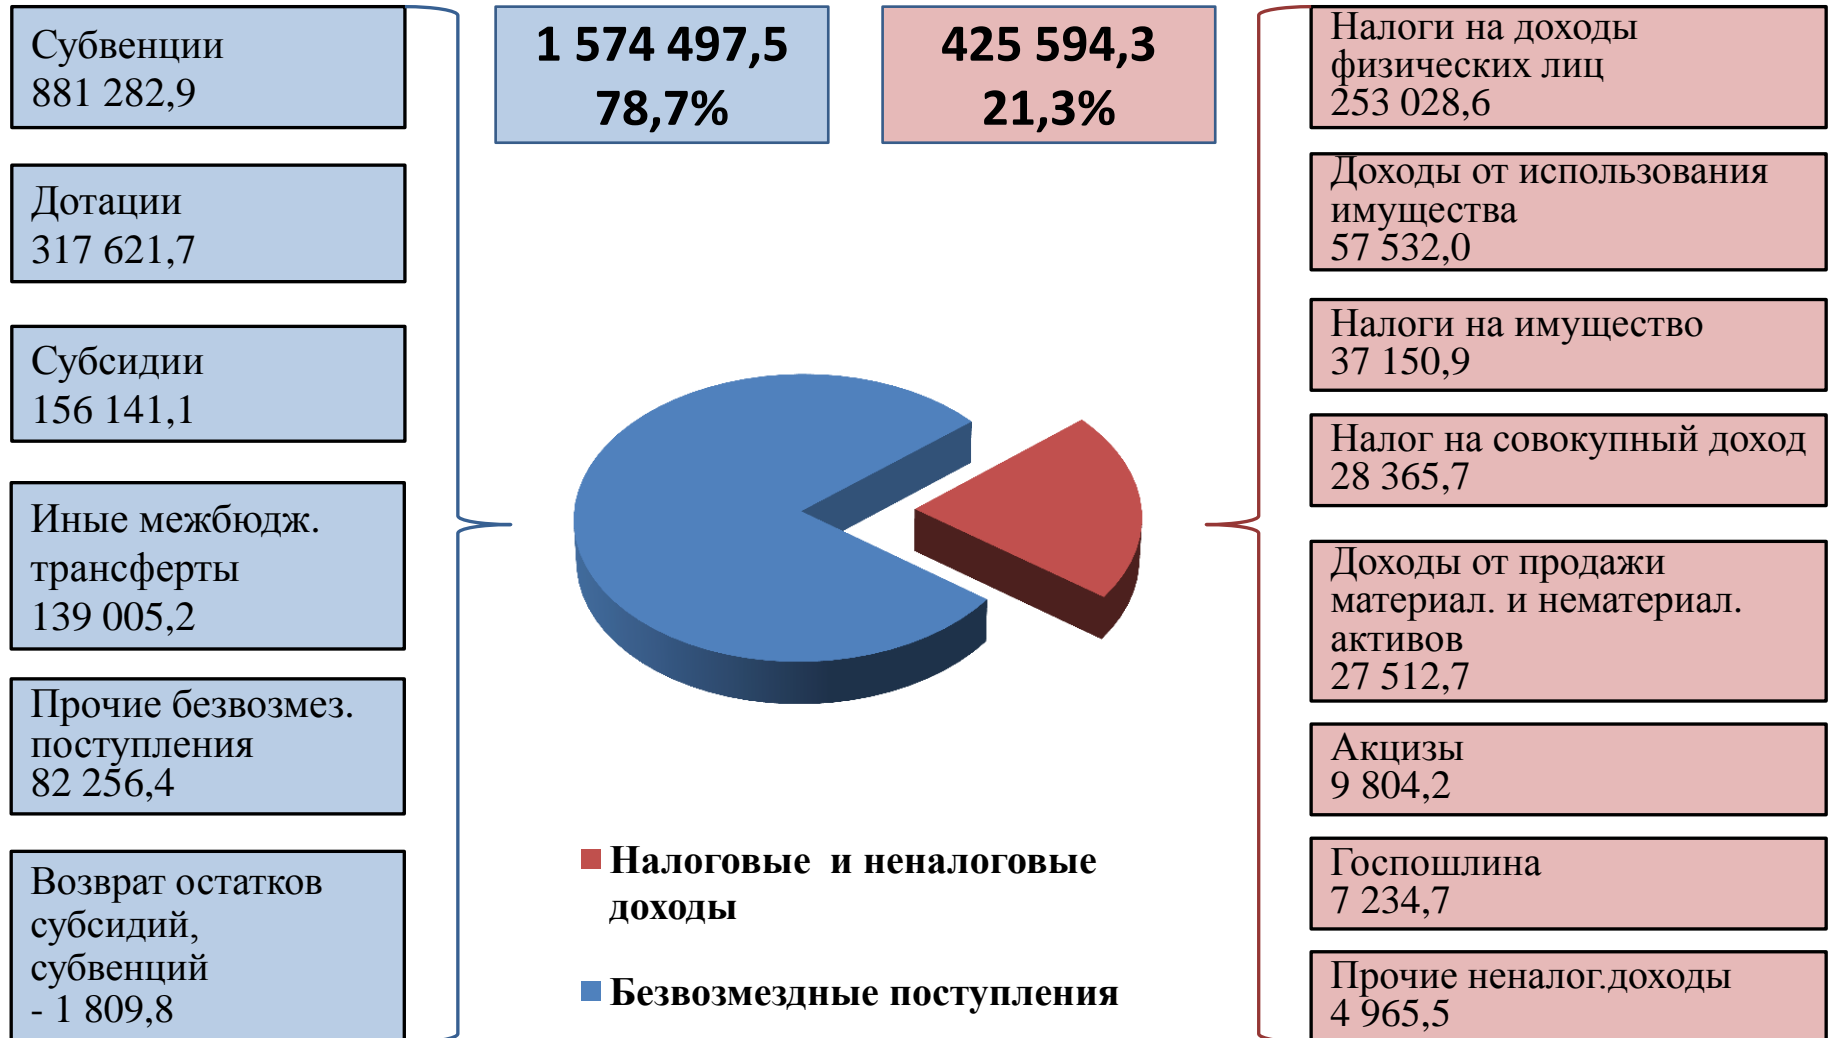 Субвенции
881 282,9
Дотации
317 621,7
Субсидии
156 141,1
Иные межбюдж.
трансферты
139 005,2
Прочие безвозмез.
поступления
82 256,4
Возврат остатков
субсидий,
субвенций
- 1 809,8
1 574 497,5
78,7%
425 594,3
21,3%
Налоговые  и неналоговые
доходы
Безвозмездные поступления
Налоги на доходы
физических лиц
253 028,6
Доходы от использования
имущества
57 532,0
Налоги на имущество
37 150,9
Налог на совокупный доход
28 365,7
Доходы от продажи
материал. и нематериал.
активов
27 512,7
Акцизы
9 804,2
Госпошлина
7 234,7
Прочие неналог.доходы
4 965,5